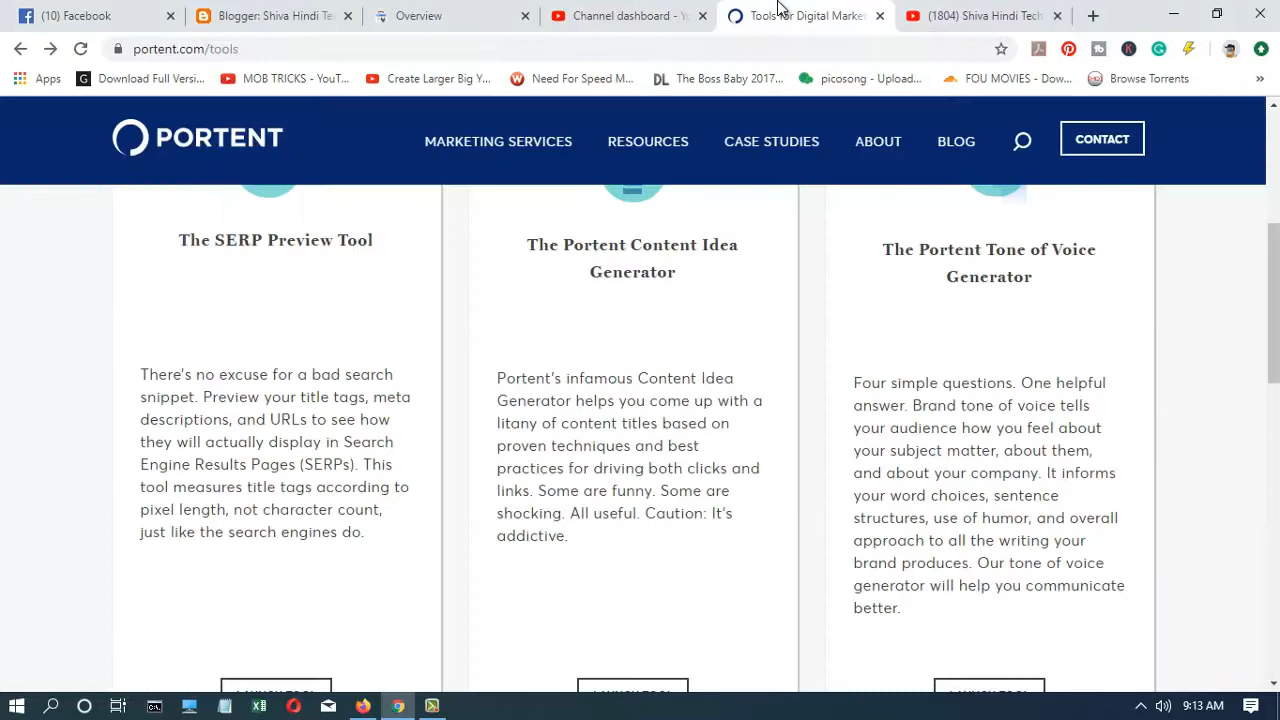 (10) Facebook
Blogger: Shiva Hindi Te
Overview
Channel dashboard - Yo
Tools for Digital Market
(1804) Shiva Hindi Tech
portent.com/tools
Apps
Download Full Versi...
MOB TRICKS - YouT...
Create Larger Big Y...
Need For Speed M...
The Boss Baby 2017...
picosong - Upload...
FOU MOVIES - Dow...
Browse Torrents
»
PORTENT
MARKETING SERVICES
RESOURCES
CASE STUDIES
ABOUT
BLOG
CONTACT
The SERP Preview Tool
There's no excuse for a bad search
snippet. Preview your title tags, meta
descriptions, and URLs to see how
they will actually display in Search
Engine Results Pages (SERPs). This
tool measures title tags according to
pixel length, not character count,
just like the search engines do.
The Portent Content Idea
Generator
Portent's infamous Content Idea
Generator helps you come up with a
litany of content titles based on
proven techniques and best
practices for driving both clicks and
links. Some are funny. Some are
shocking. All useful. Caution: It's
addictive.
The Portent Tone of Voice
Generator
Four simple questions. One helpful
answer. Brand tone of voice tells
your audience how you feel about
your subject matter, about them,
and about your company. It informs
your word choices, sentence
structures, use of humor, and overall
approach to all the writing your
brand produces. Our tone of voice
generator will help you communicate
better.
9:13 AM